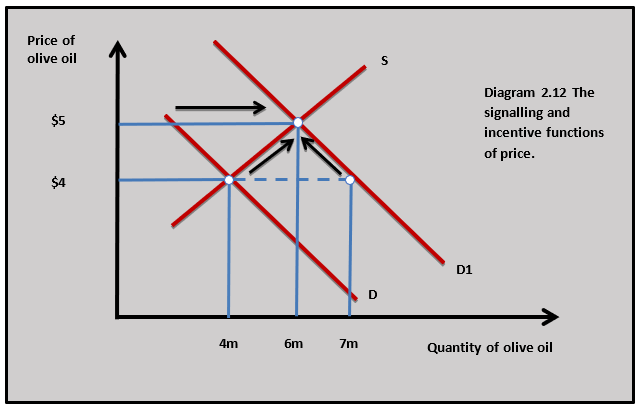 Price of
olive oil
S
Diagram 2.12 The
signalling and
incentive functions
of price.
$5
$4
D1
D
4m
6m
7m
Quantity of olive oil